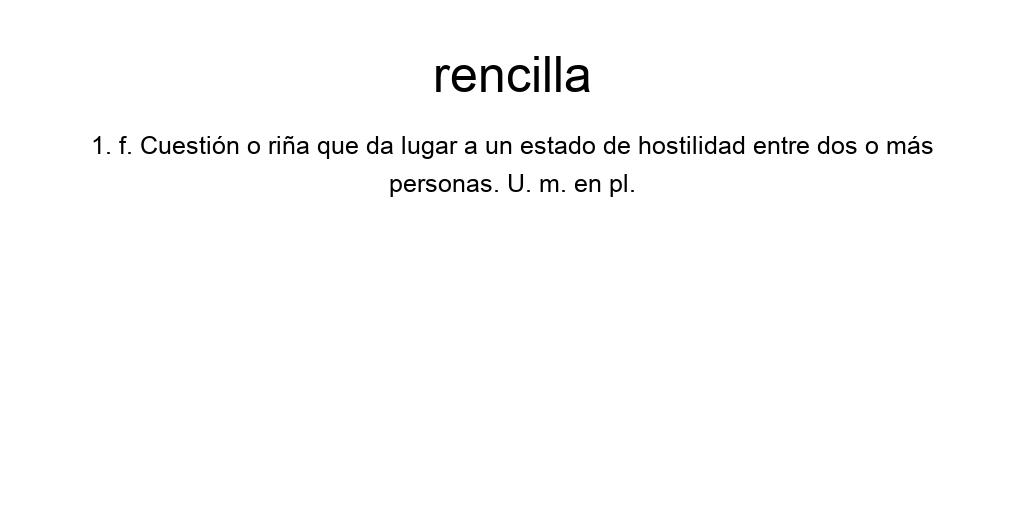 rencilla
1. f. Cuestión o riña que da lugar a un estado de hostilidad entre dos o más
personas. U. m. en pl.